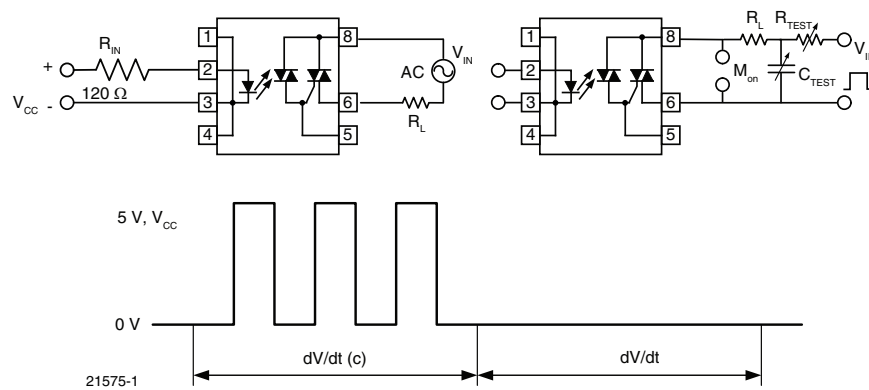 R_IN
+
120 Ω
V_CC -
1
2
3
4
8
6
5
AC
V_IN
R_L
2
3
1
4
8
6
5
R_L
R_TEST
M_on
C_TEST
5 V, V_CC
0 V
dV/dt (c)
dV/dt
21575-1